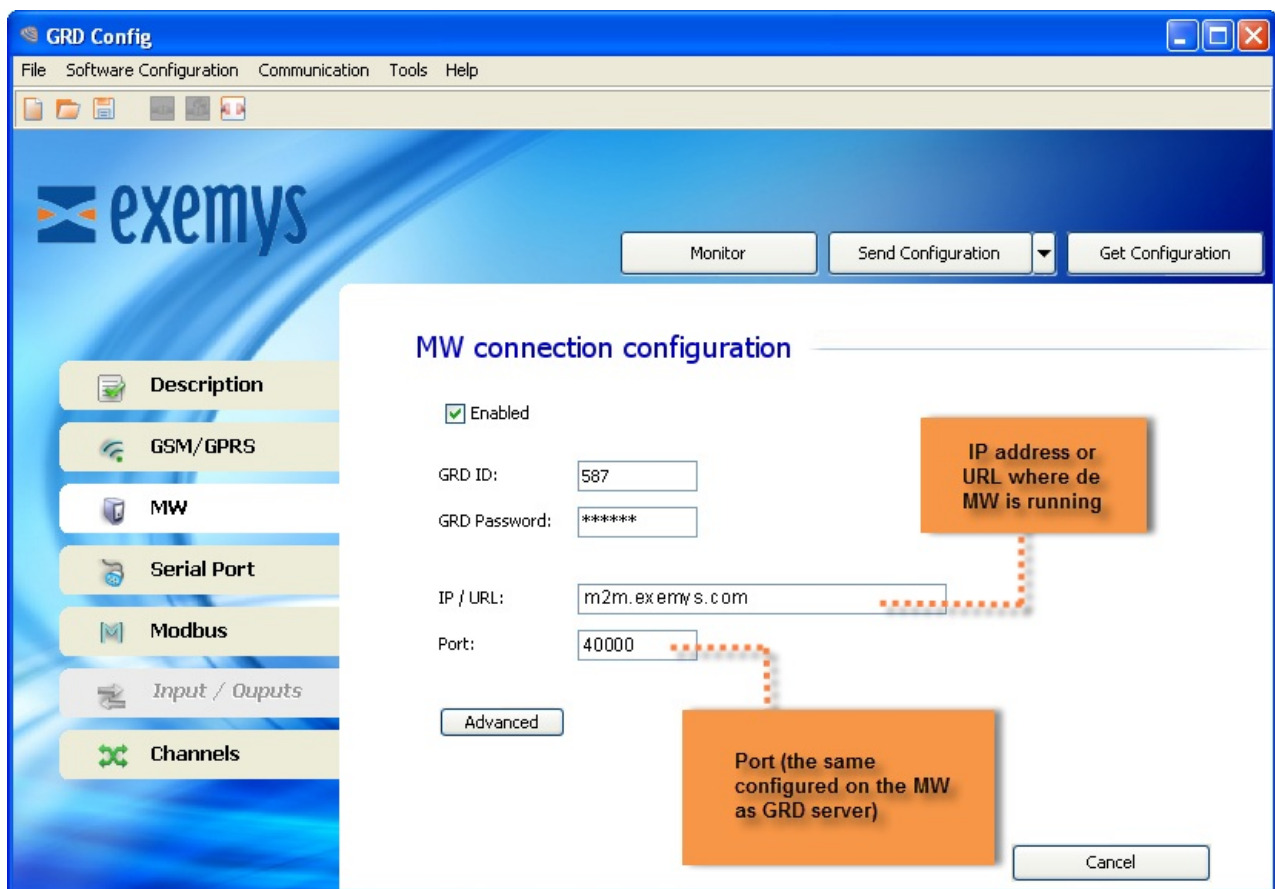 GRD Config
File Software Configuration Communication Tools Help
exemys
Monitor Send Configuration Get Configuration
MW connection configuration
Description
GSM/GPRS
MW
Serial Port
Modbus
Input / Ouputs
Channels
Enabled
GRD ID: 587
GRD Password: ******
IP / URL: m2m.exemys.com
Port: 40000
Advanced
IP address or
URL where de
MW is running
Port (the same
configured on the MW
as GRD server)
Cancel